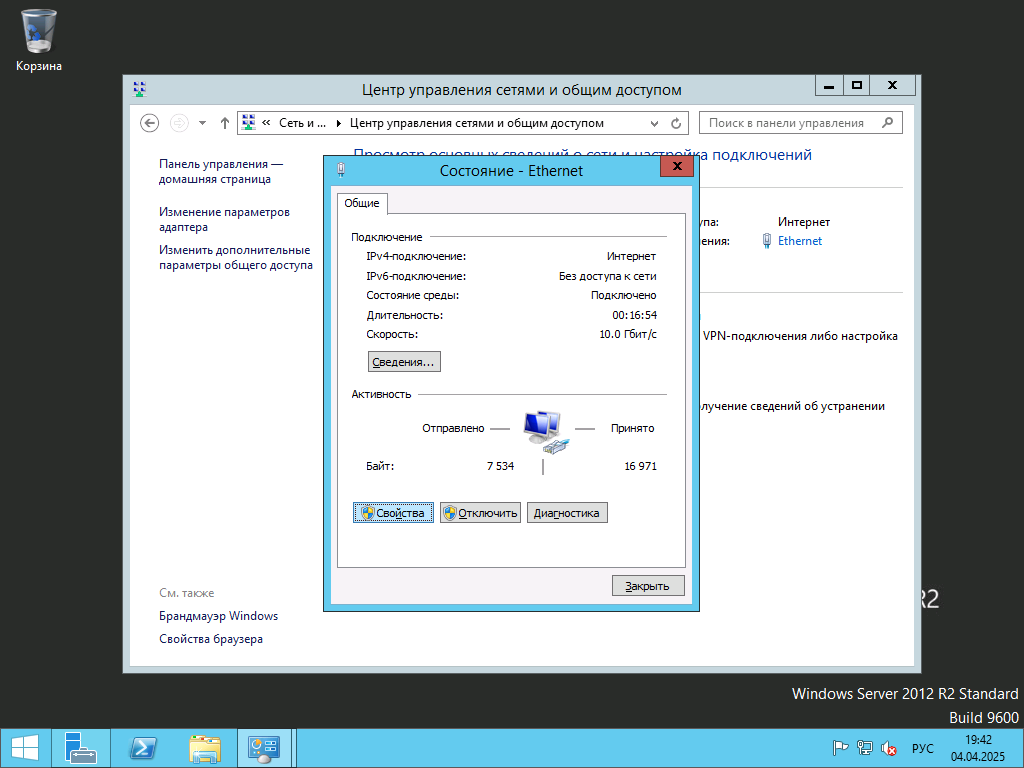 Корзина
Центр управления сетями и общим доступом
« Сеть и ... Центр управления сетями и общим доступом
Поиск в панели управления
Панель управления — домашняя страница
Изменение параметров адаптера
Изменить дополнительные параметры общего доступа
См. также
Брандмауэр Windows
Свойства браузера
Просмотр основных сведений о сети и настройка подключений
Интернет
Ethernet
VPN-подключения либо настройка
сведений об устранении
Состояние - Ethernet
Общие
Подключение
IPv4-подключение: Интернет
IPv6-подключение: Без доступа к сети
Состояние среды: Подключено
Длительность: 00:16:54
Скорость: 10.0 Гбит/с
Сведения...
Активность
Отправлено — Принято
Байт: 7 534 16 971
Свойства Отключить Диагностика
Закрыть
R2
Windows Server 2012 R2 Standard
Build 9600
РУС
19:42
04.04.2025